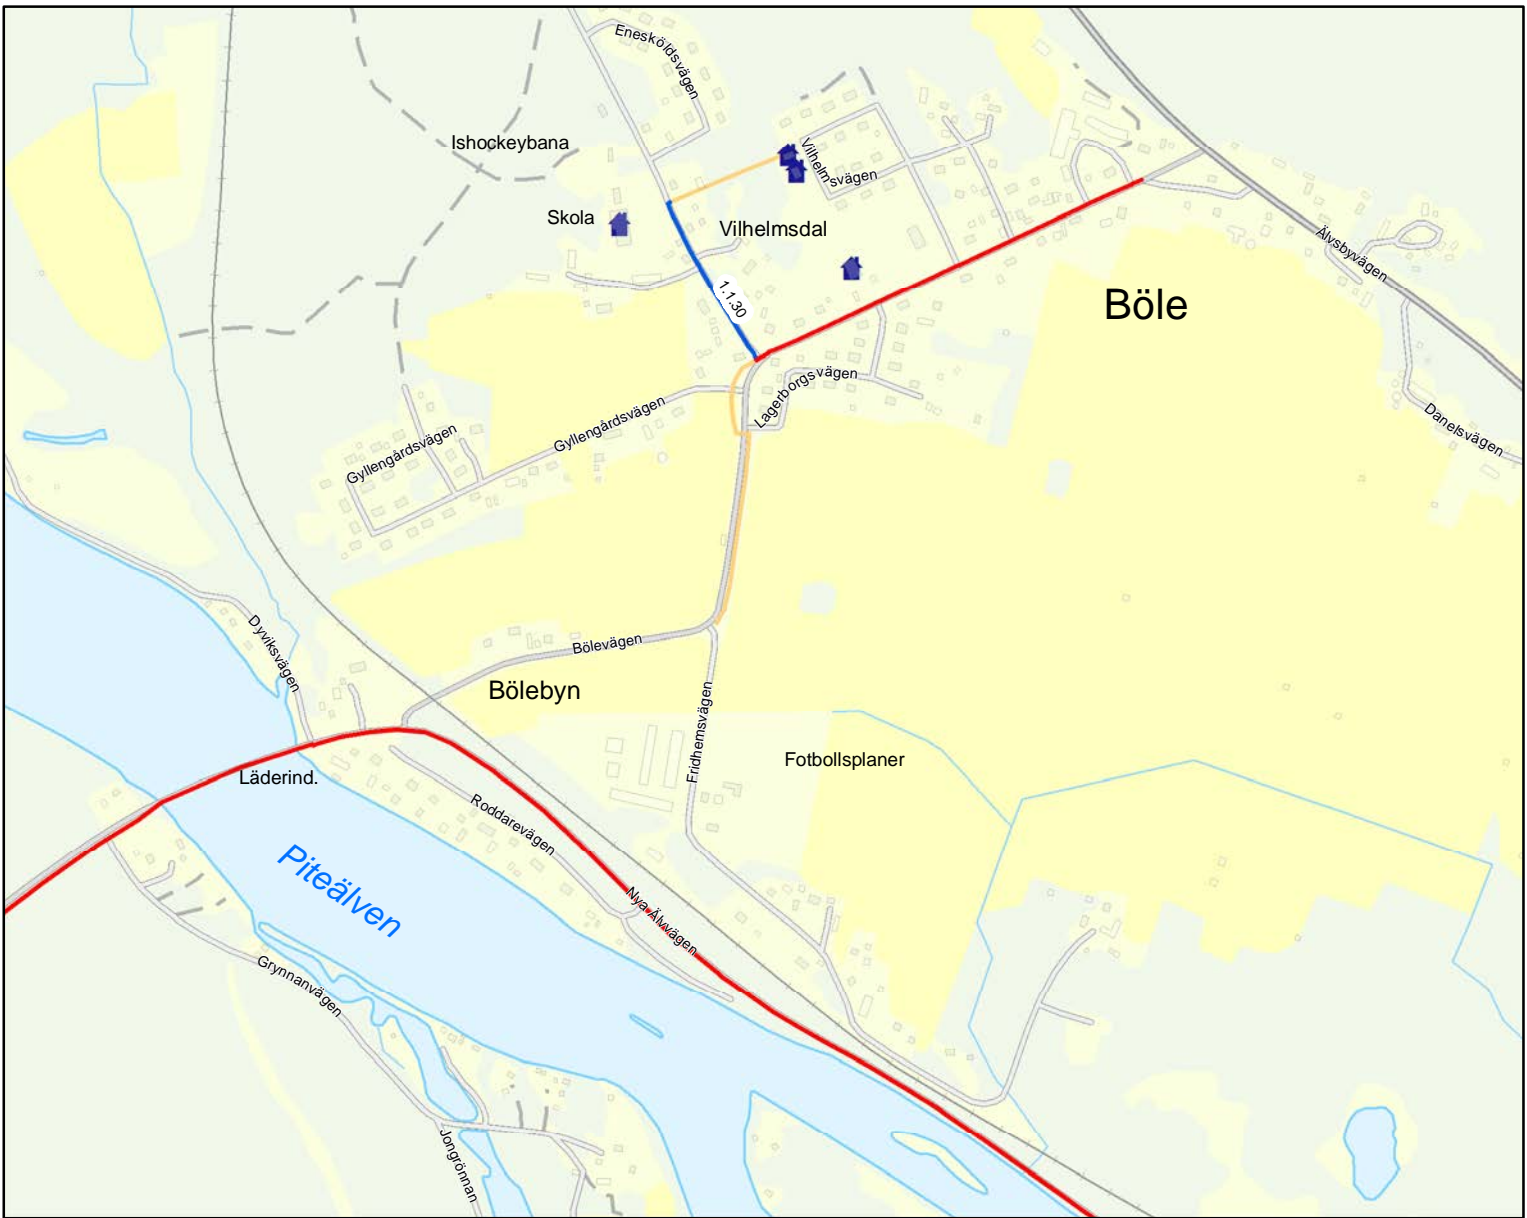 Enesköldsvägen
Ishockeybana
Vilhelmsvägen
Skola
Vilhelmsdal
Älvsbyvägen
1.1.30
Böle
Lagerborgsvägen
Gyllengårdsvägen
Gyllengårdsvägen
Danelsvägen
Dyviksvägen
Bölevägen
Bölebyn
Fridhemsvägen
Fotbollsplaner
Läderind.
Roddarevägen
Piteälven
Nya Älvvägen
Grynnanvägen
Jongrönnan